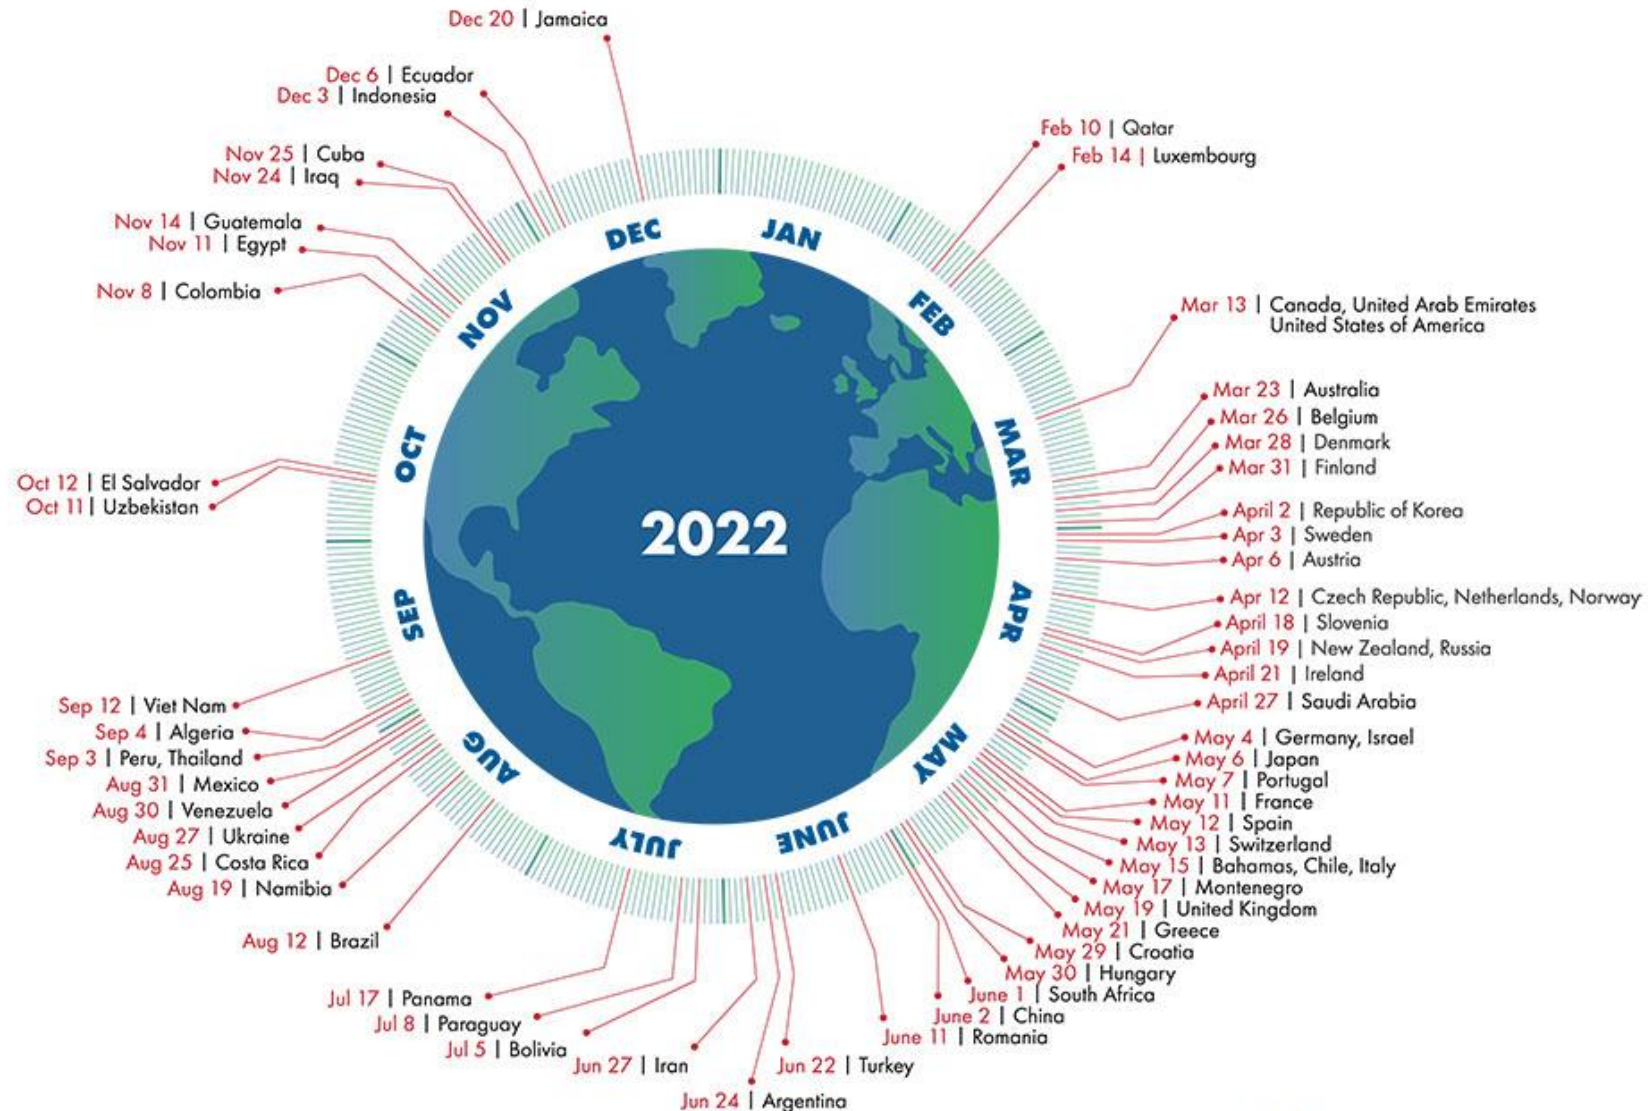 Dec 20 | Jamaica
Dec 6 | Ecuador
Dec 3 | Indonesia
Nov 25 | Cuba
Nov 24 | Iraq
Nov 14 | Guatemala
Nov 11 | Egypt
Nov 8 | Colombia
Oct 12 | El Salvador
Oct 11 | Uzbekistan
Sep 12 | Viet Nam
Sep 4 | Algeria
Sep 3 | Peru, Thailand
Aug 31 | Mexico
Aug 30 | Venezuela
Aug 27 | Ukraine
Aug 25 | Costa Rica
Aug 19 | Namibia
Aug 12 | Brazil
Jul 17 | Panama
Jul 8 | Paraguay
Jul 5 | Bolivia
Jun 27 | Iran
Jun 24 | Argentina
Jun 22 | Turkey
Feb 10 | Qatar
Feb 14 | Luxembourg
Mar 13 | Canada, United Arab Emirates
United States of America
Mar 23 | Australia
Mar 26 | Belgium
Mar 28 | Denmark
Mar 31 | Finland
April 2 | Republic of Korea
Apr 3 | Sweden
Apr 6 | Austria
Apr 12 | Czech Republic, Netherlands, Norway
April 18 | Slovenia
April 19 | New Zealand, Russia
April 21 | Ireland
April 27 | Saudi Arabia
May 4 | Germany, Israel
May 6 | Japan
May 7 | Portugal
May 11 | France
May 12 | Spain
May 13 | Switzerland
May 15 | Bahamas, Chile, Italy
May 17 | Montenegro
May 19 | United Kingdom
May 21 | Greece
May 29 | Croatia
May 30 | Hungary
June 1 | South Africa
June 2 | China
June 11 | Romania
JAN
FEB
MAR
APR
MAY
JUNE
JULY
AUG
SEP
OCT
NOV
DEC
2022